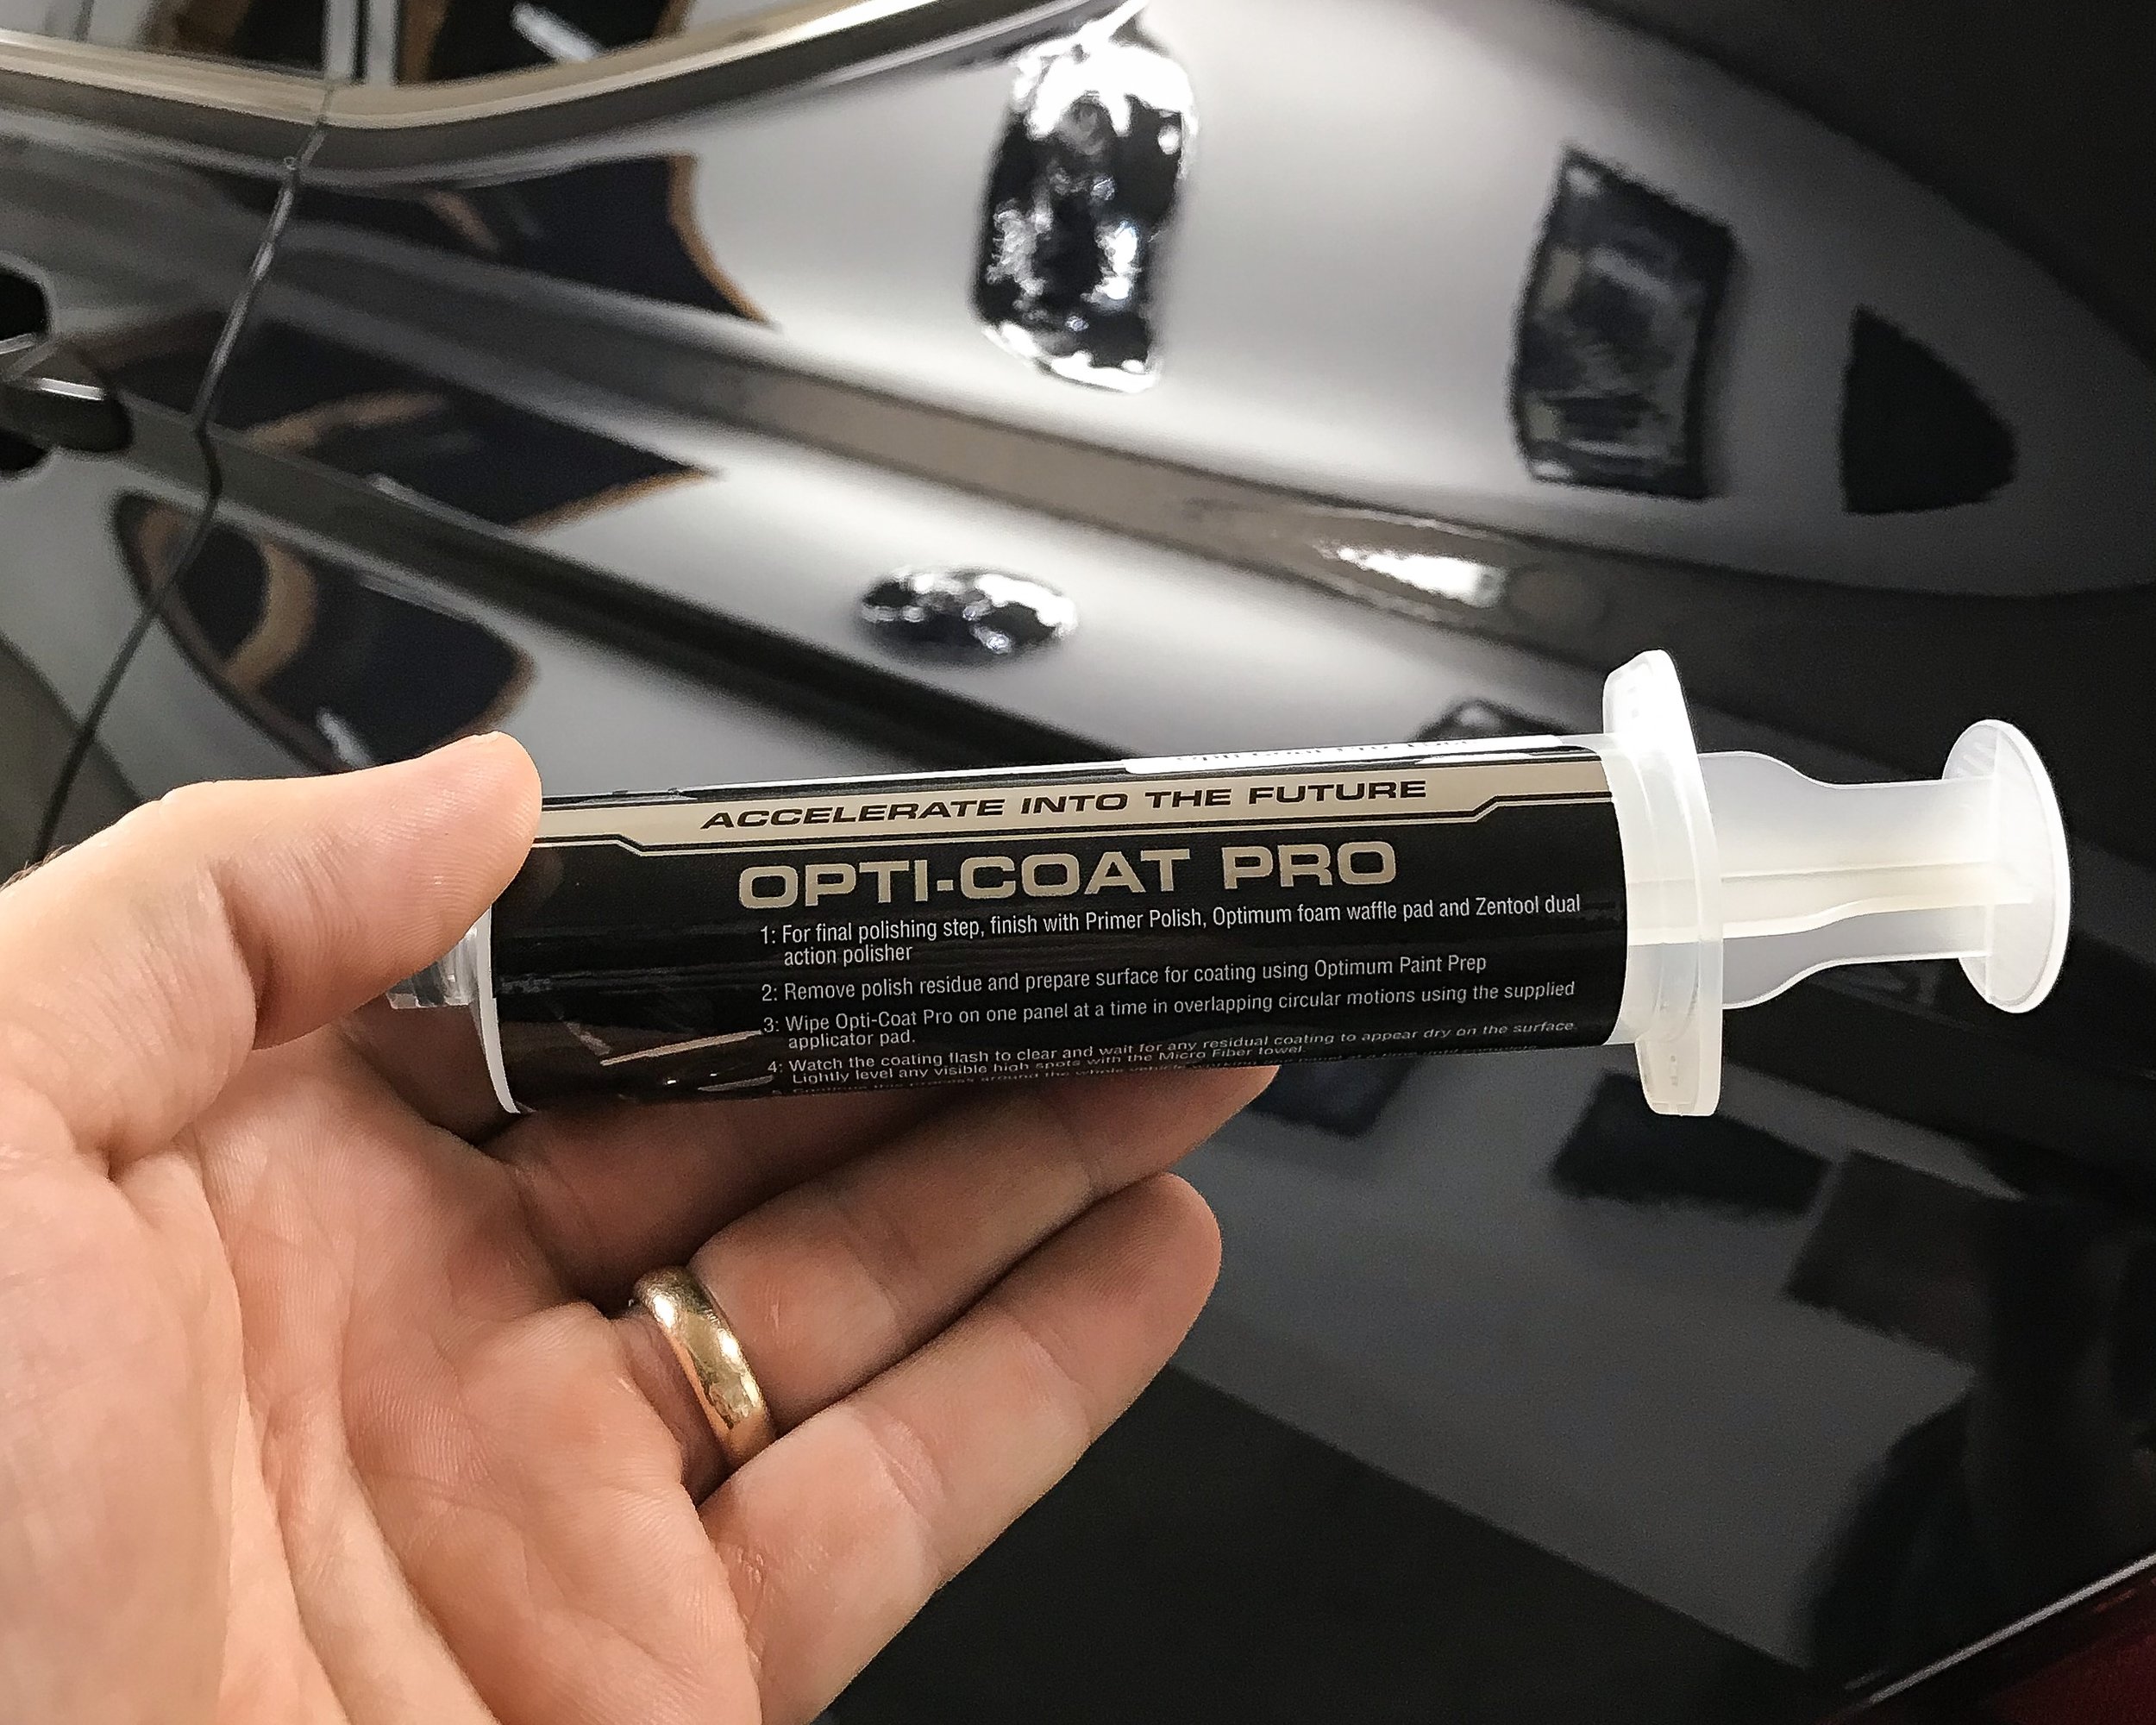 ACCELERATE INTO THE FUTURE
OPTI-COAT PRO
1: For final polishing step, finish with Primer Polish, Optimum foam waffle pad and Zentool dual
action polisher
2: Remove polish residue and prepare surface for coating using Optimum Paint Prep
3: Wipe Opti-Coat Pro on one panel at a time in overlapping circular motions using the supplied
applicator pad.
4: Watch the coating flash to clear and wait for any residual coating to appear dry on the surface.
Lightly level any visible high spots with the Micro Fiber towel.